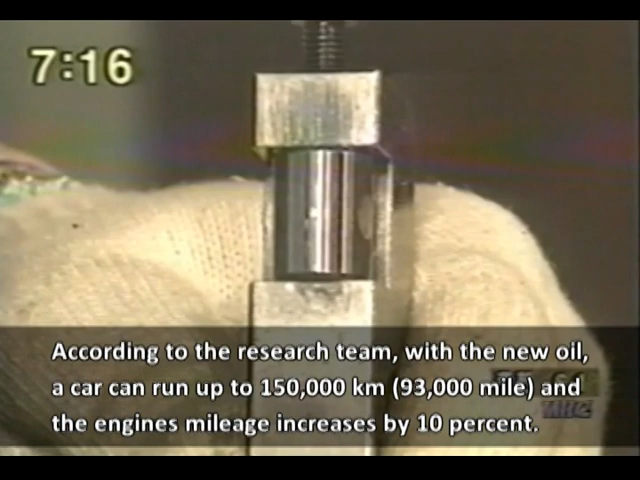 7:16
According to the research team, with the new oil,
a car can run up to 150,000 km (93,000 mile) and
the engines mileage increases by 10 percent.